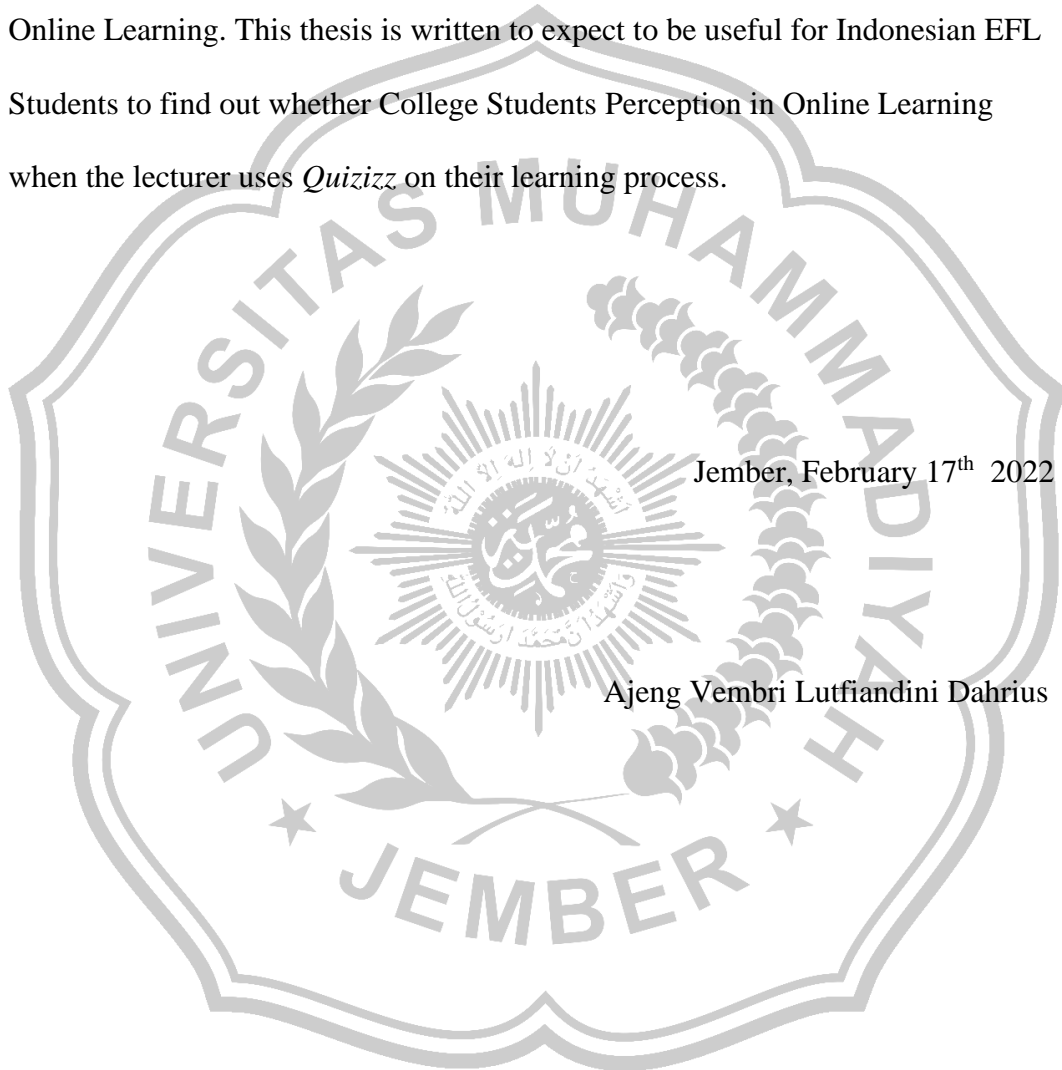 Online Learning. This thesis is written to expect to be useful for Indonesian EFL
Students to find out whether College Students Perception in Online Learning
when the lecturer uses Quizizz on their learning process.
UNIVERSITAS MUHAMMADIYAH
Jember, February 17th 2022
Ajeng Vembri Lutfiandini Dahrius
JEMBER